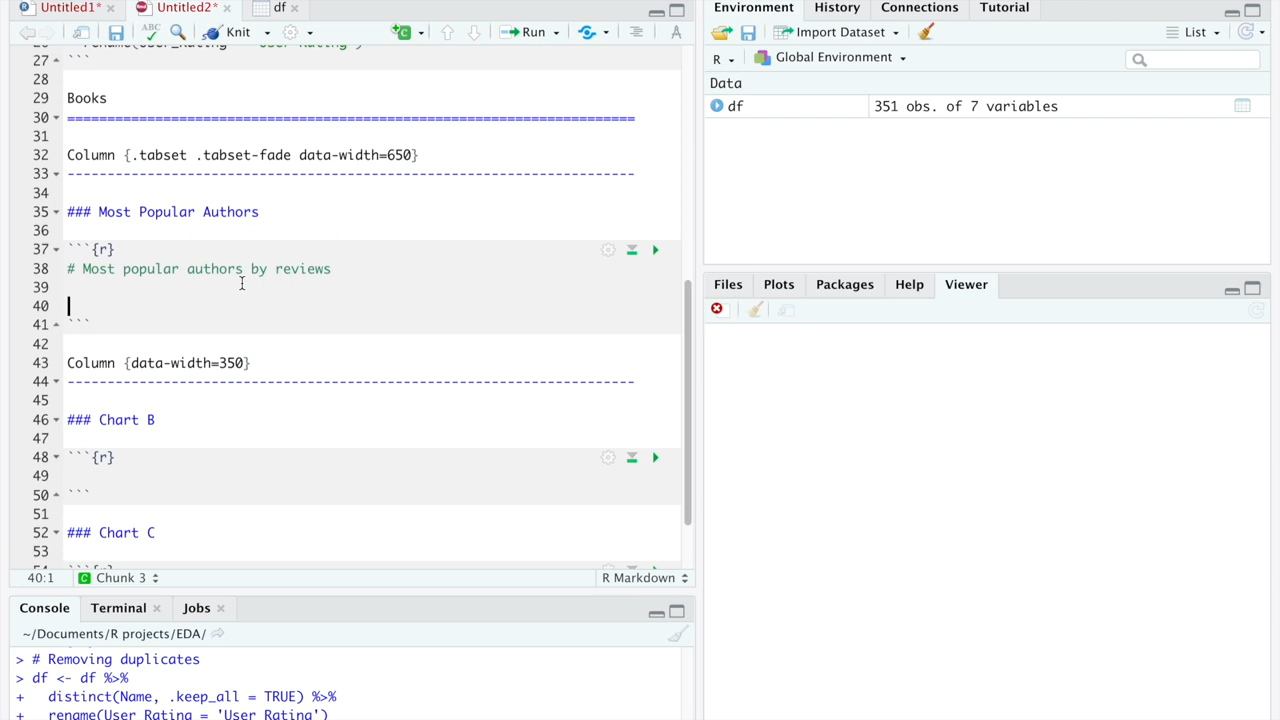 Untitled1* Untitled2* df
Environment History Connections Tutorial
ABC Knit Run
Import Dataset List
R Global Environment
27 ```
28
Data
29 Books
df 351 obs. of 7 variables
30 =======================================================================
31
32 Column {.tabset .tabset-fade data-width=650}
33 -----------------------------------------------------------------------
34
35 ### Most Popular Authors
36
37 ```{r}
38 # Most popular authors by reviews
39
40
41 ```
42
43 Column {data-width=350}
44 -----------------------------------------------------------------------
45
46 ### Chart B
47
48 ```{r}
49
50 ```
51
52 ### Chart C
53
Files Plots Packages Help Viewer
40:1 Chunk 3 R Markdown
Console Terminal Jobs
~/Documents/R projects/EDA/
> # Removing duplicates
> df <- df %>%
+ distinct(Name, .keep_all = TRUE) %>%
+ rename(User_Rating = 'User Rating')